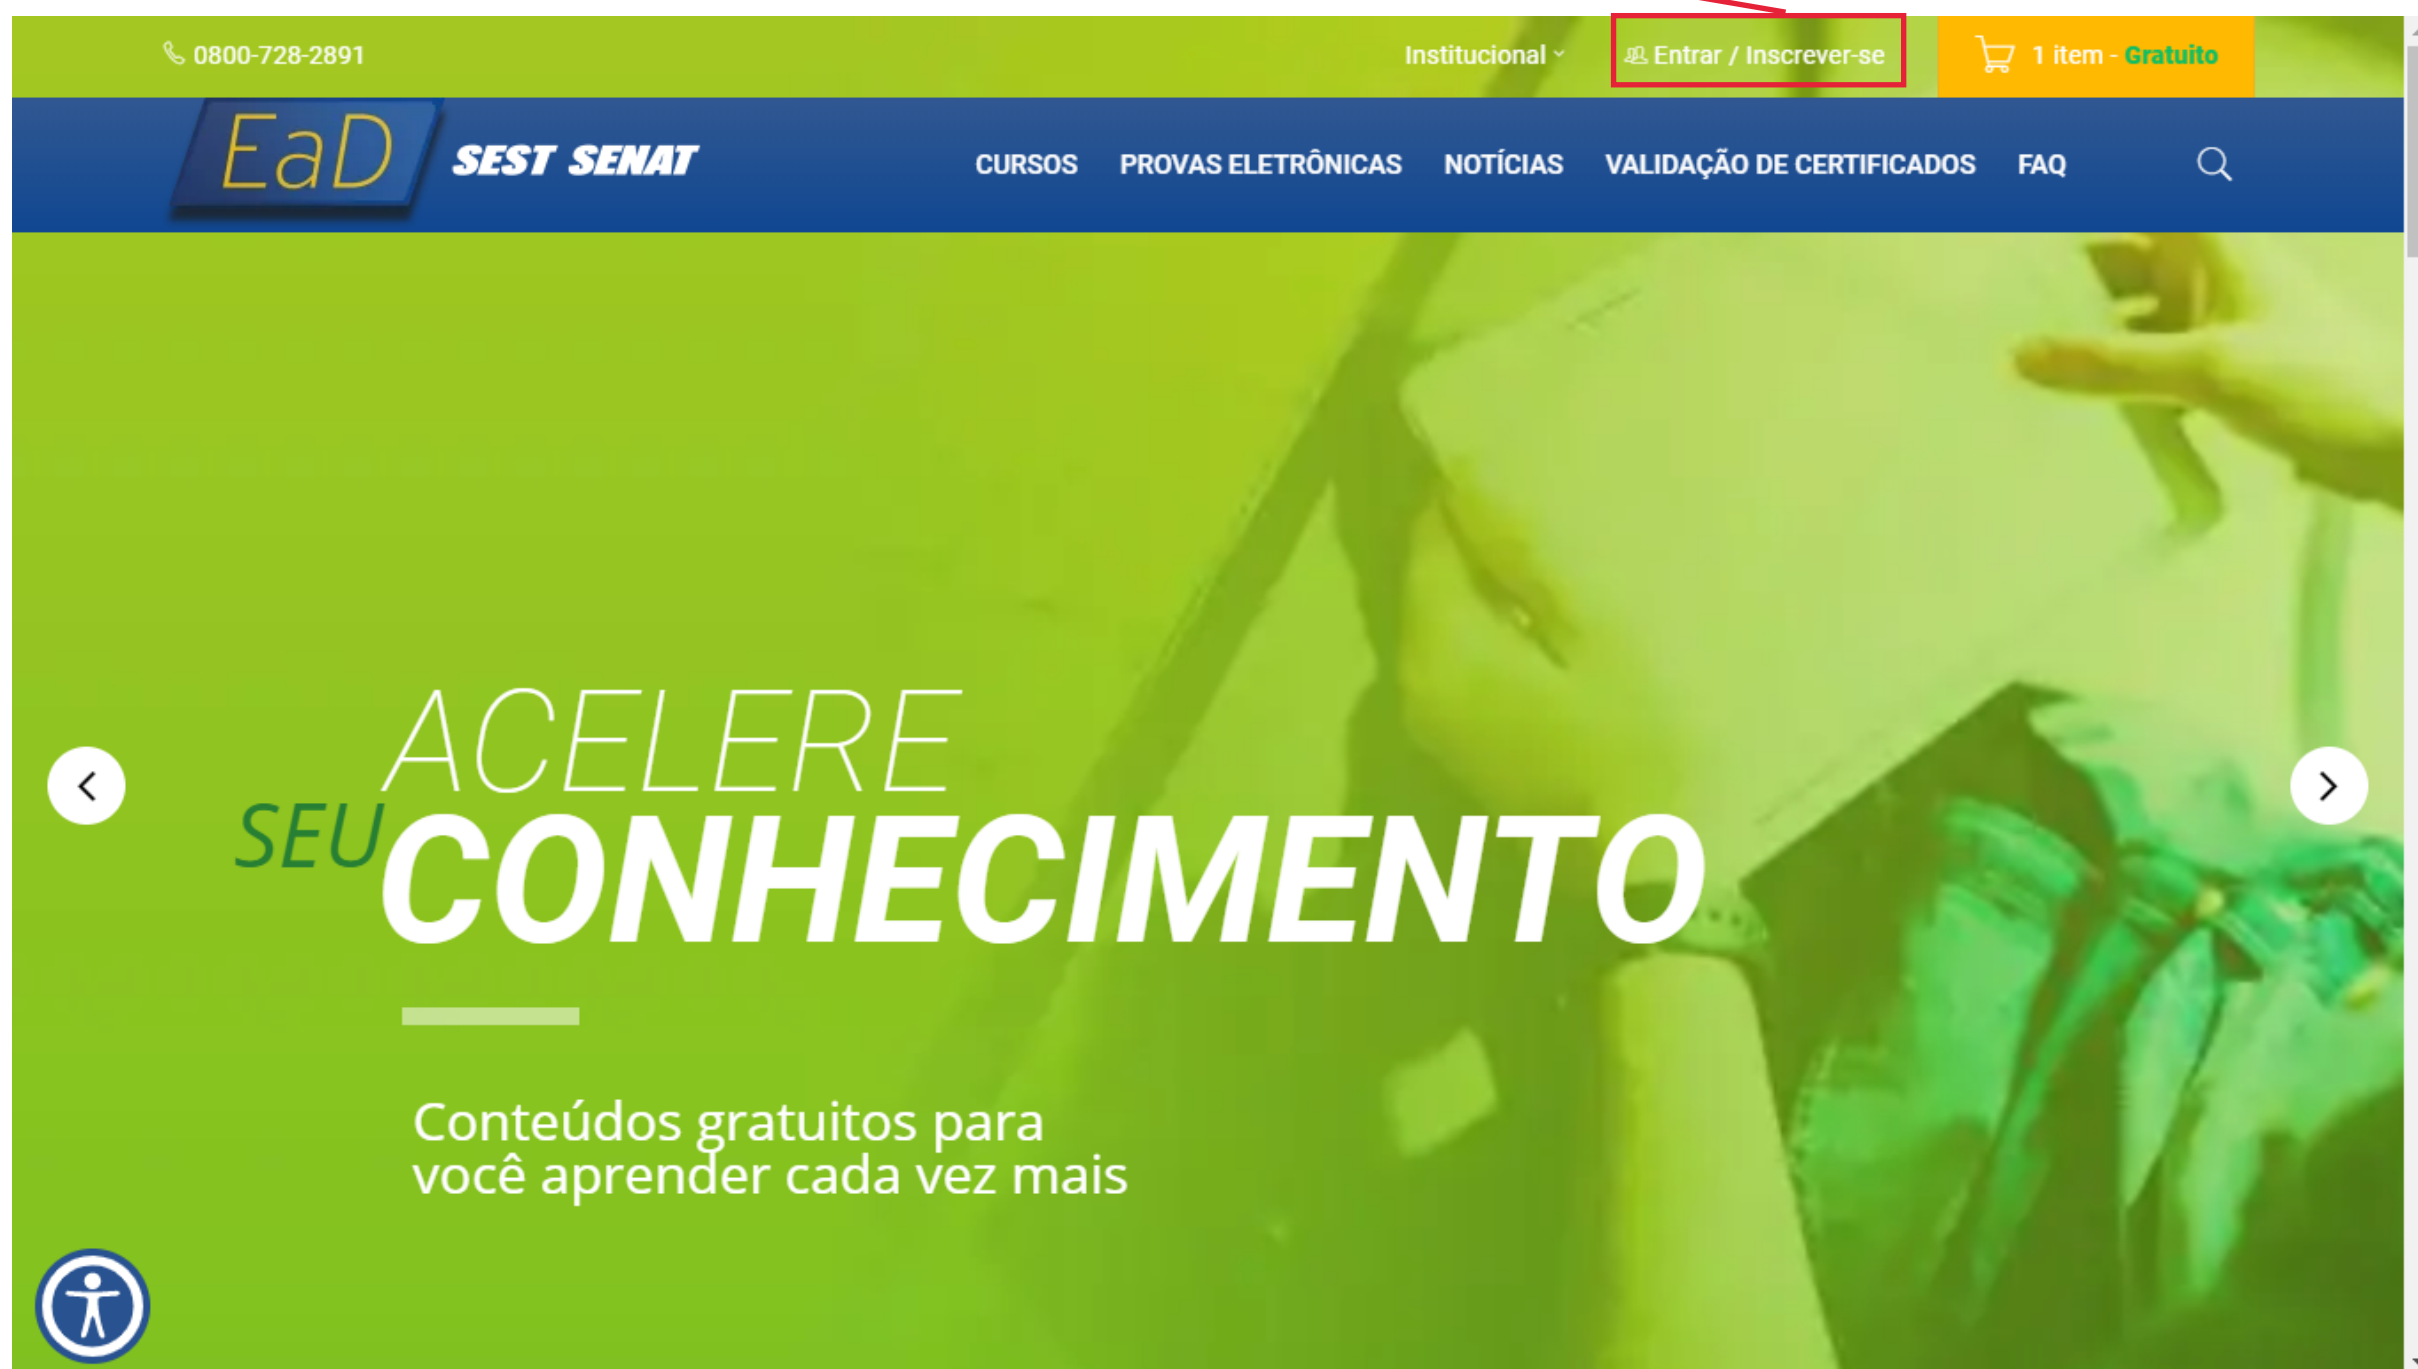 0800-728-2891
Institucional
Entrar / Inscrever-se
1 item - Gratuito
EaD
SEST SENAT
CURSOS
PROVAS ELETRÔNICAS
NOTÍCIAS
VALIDAÇÃO DE CERTIFICADOS
FAQ
ACELERE
SEU
CONHECIMENTO
Conteúdos gratuitos para
você aprender cada vez mais